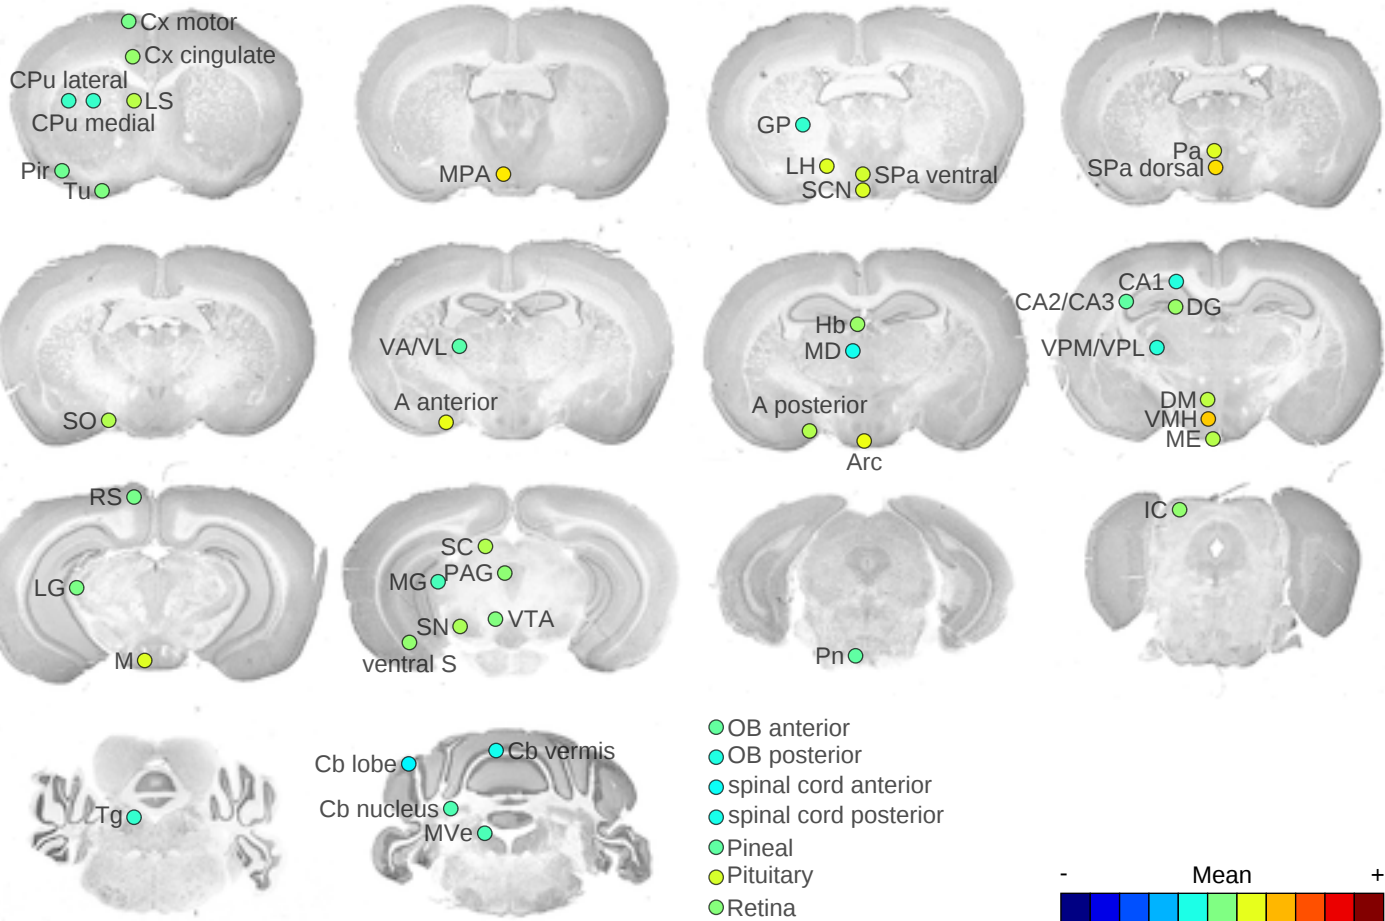 Cx motor
Cx cingulate
CPu lateral
LS
CPu medial
Pir
Tu
MPA
GP
LH
SPa ventral
SCN
Pa
SPa dorsal
SO
VA/VL
A anterior
Hb
MD
A posterior
Arc
CA1
CA2/CA3
DG
VPM/VPL
DM
VMH
ME
RS
LG
M
SC
PAG
MG
VTA
SN
ventral S
Pn
IC
Tg
Cb vermis
Cb lobe
Cb nucleus
MVe
OB anterior
OB posterior
spinal cord anterior
spinal cord posterior
Pineal
Pituitary
Retina
- Mean +